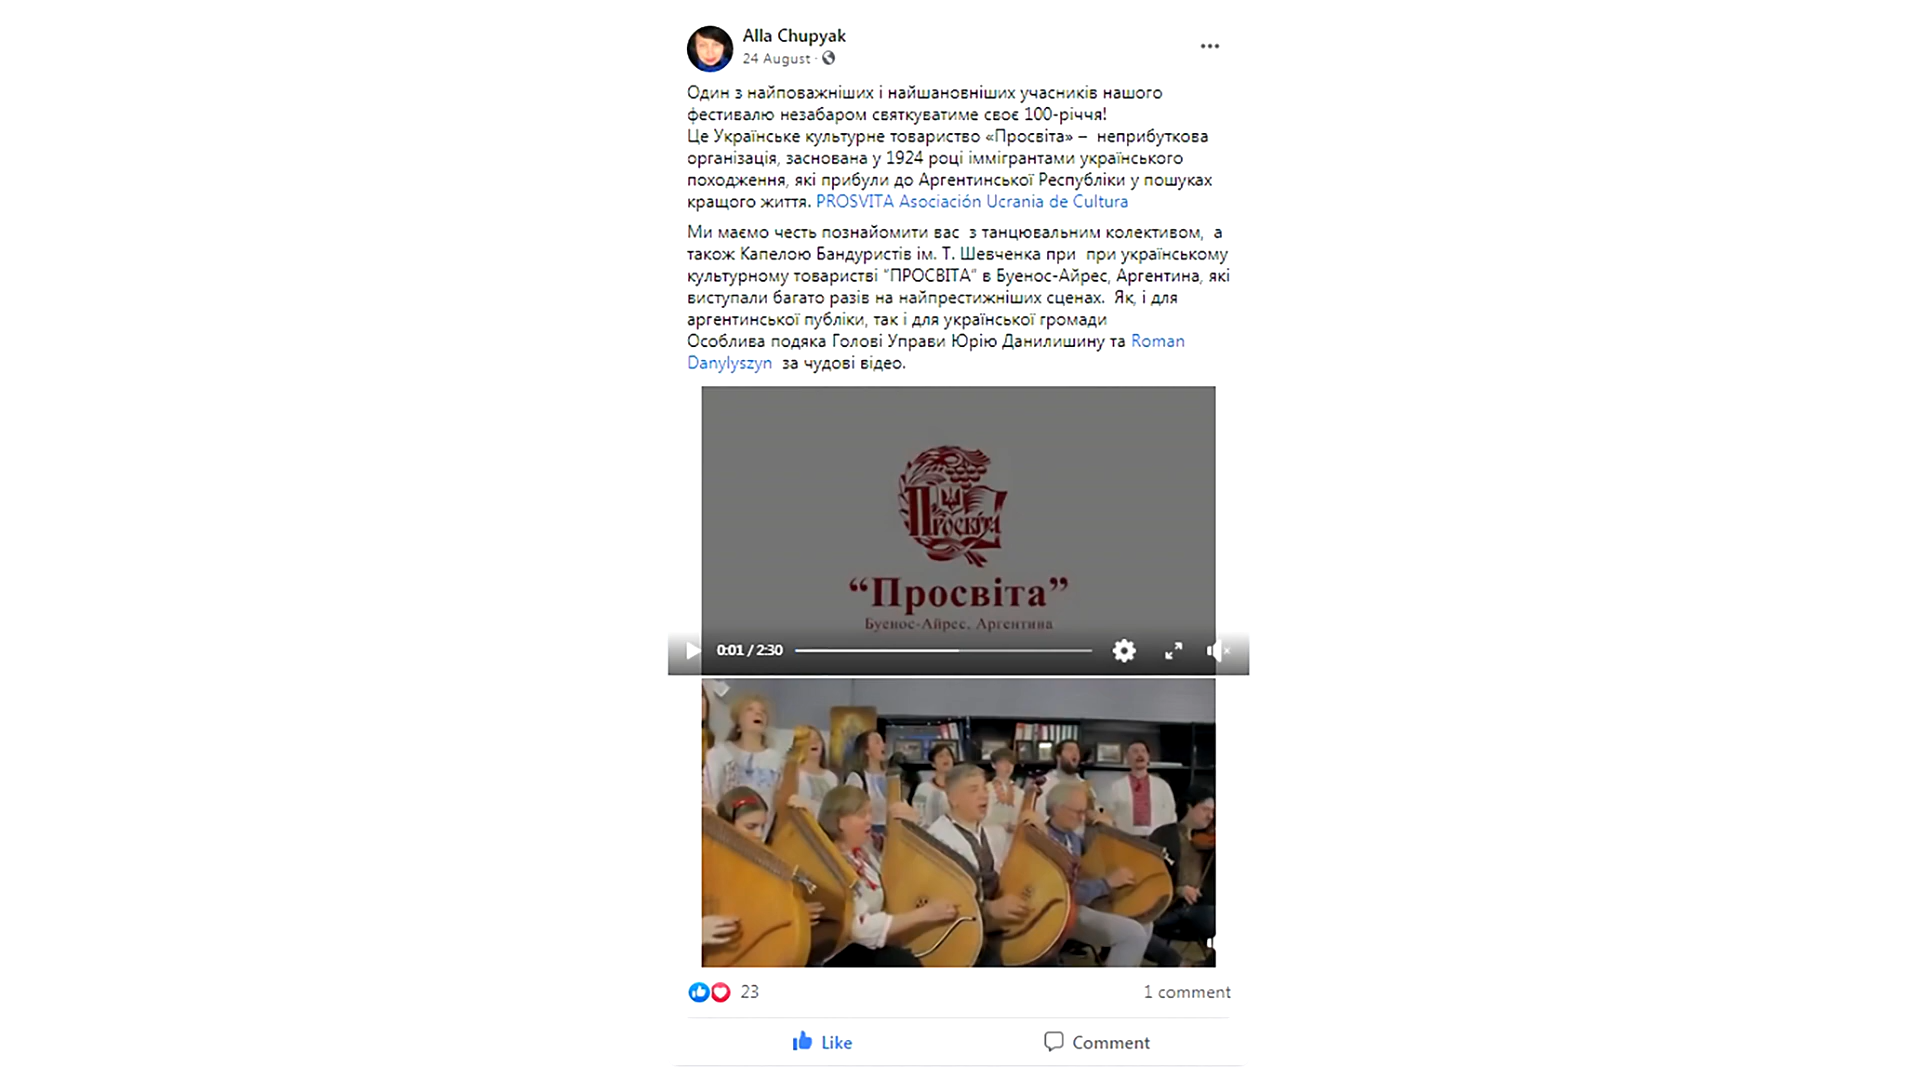 Alla Chupyak
24 August ·
Один з найповажніших і найшановніших учасників нашого
фестивалю незабаром святкуватиме своє 100-річчя!
Це Українське культурне товариство «Просвіта» – неприбуткова
організація, заснована у 1924 році іммігрантами українського
походження, які прибули до Аргентинської Республіки у пошуках
кращого життя. PROSVITA Asociación Ucrania de Cultura
Ми маємо честь познайомити вас з танцювальним колективом, а
також Капелою Бандуристів ім. Т. Шевченка при при українському
культурному товаристві "ПРОСВІТА" в Буенос-Айрес, Аргентина, які
виступали багато разів на найпрестижніших сценах. Як, і для
аргентинської публіки, так і для української громади
Особлива подяка Голові Управи Юрію Данилишину та Roman
Danylyszyn за чудові відео.
Просвіта
“Просвіта”
Буенос-Айрес, Аргентина
0:01 / 2:30
23
1 comment
Like
Comment